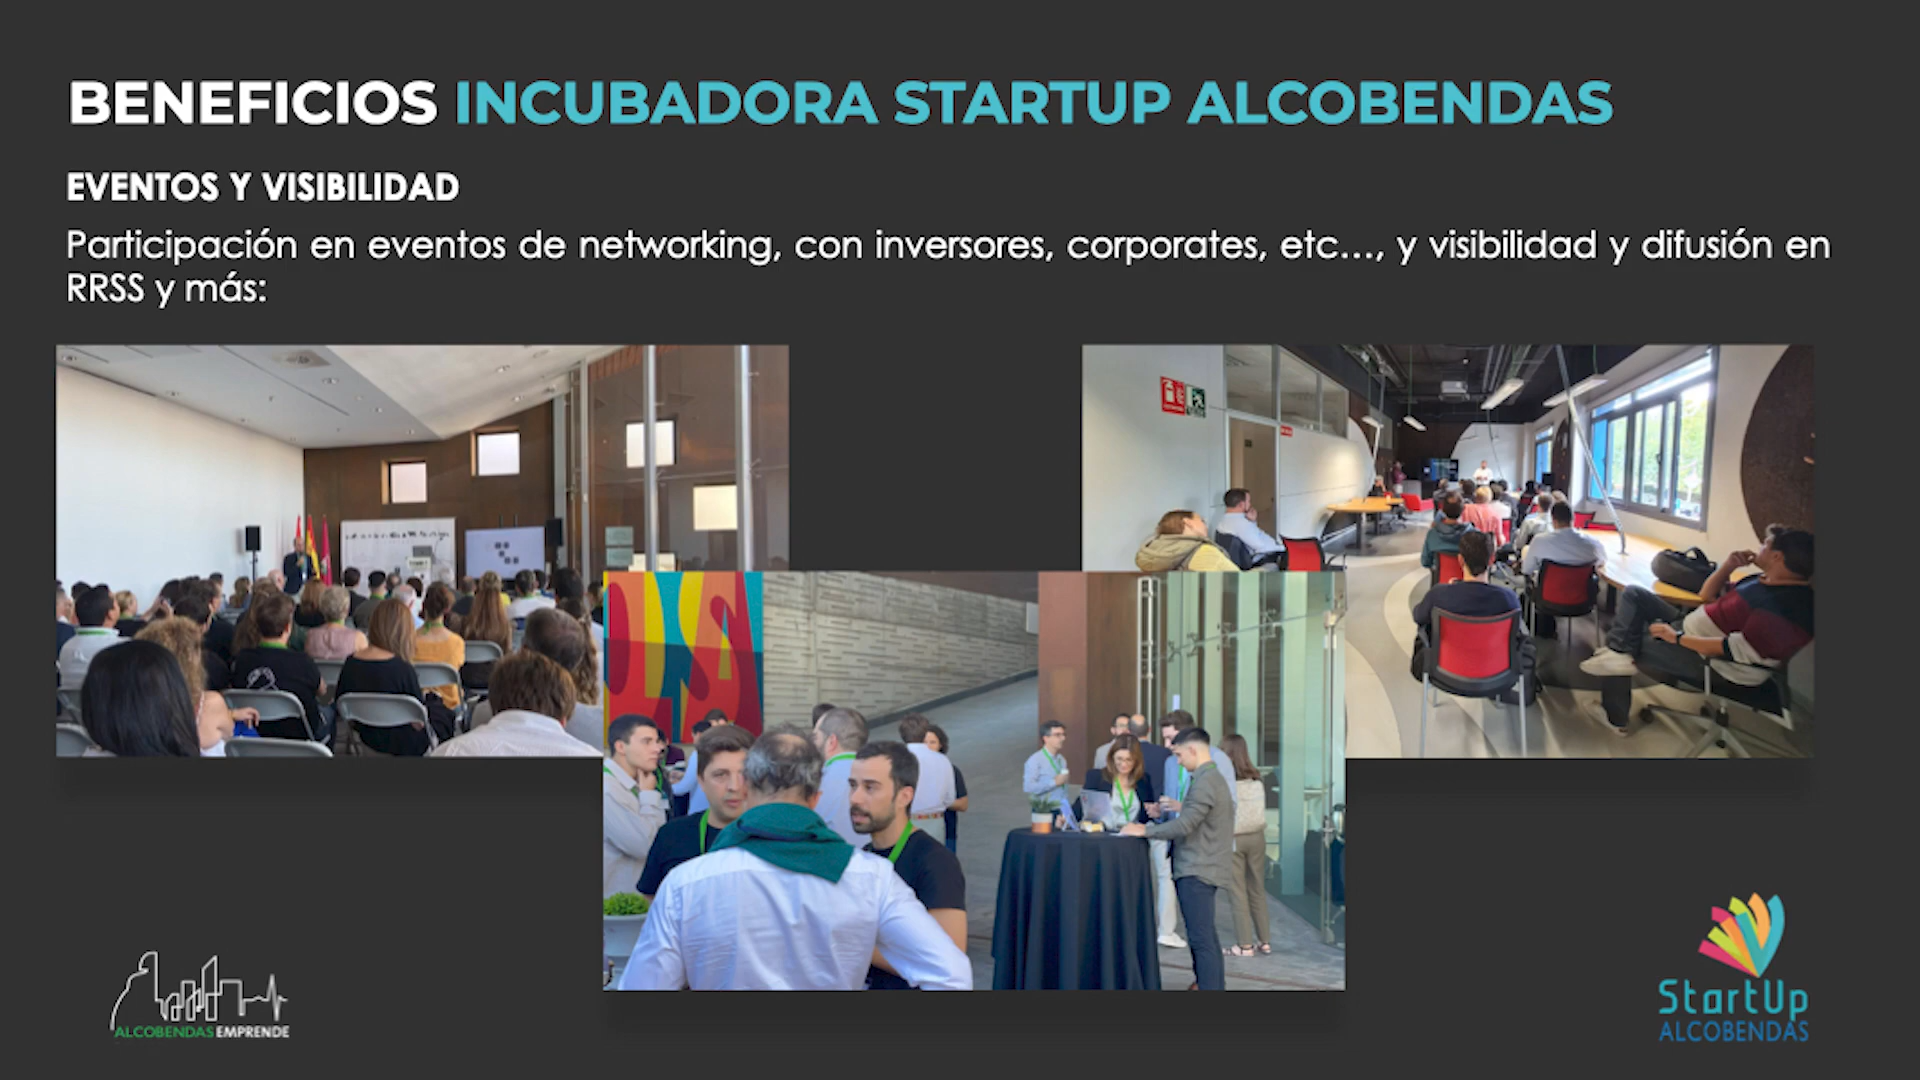 BENEFICIOS INCUBADORA STARTUP ALCOBENDAS
EVENTOS Y VISIBILIDAD
Participación en eventos de networking, con inversores, corporates, etc..., y visibilidad y difusión en
RRSS y más:
ALCOBENDAS EMPRENDE
StartUp
ALCOBENDAS